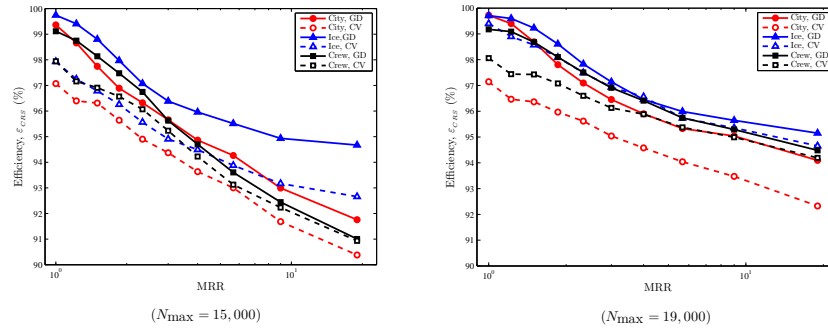 100
99
98
97
96
95
94
93
92
91
90
Efficiency, ε_CRS (%)
10^0
10^1
MRR
City, GD
City, CV
Ice, GD
Ice, CV
Crew, GD
Crew, CV
(N_max = 15,000)
100
99
98
97
96
95
94
93
92
91
90
Efficiency, ε_CRS (%)
10^0
10^1
MRR
City, GD
City, CV
Ice, GD
Ice, CV
Crew, GD
Crew, CV
(N_max = 19,000)